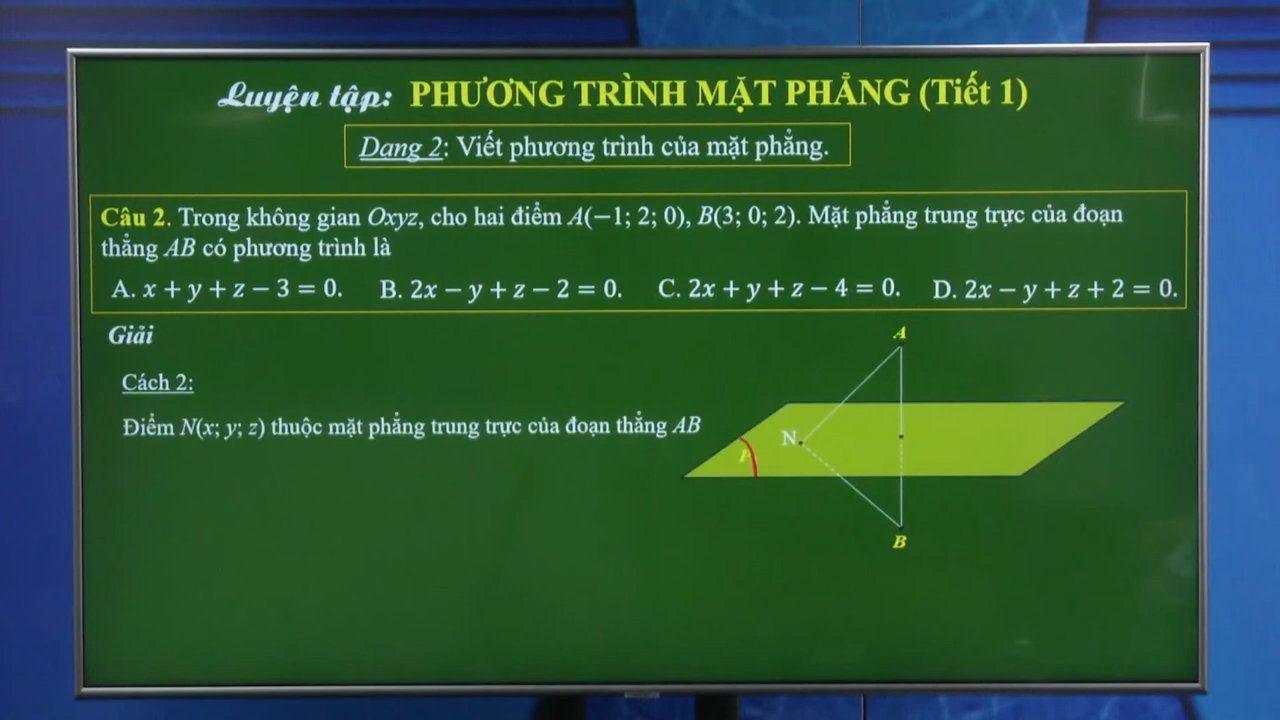 Luyện tập: PHƯƠNG TRÌNH MẶT PHẲNG (Tiết 1)
Dạng 2: Viết phương trình của mặt phẳng.
Câu 2. Trong không gian Oxyz, cho hai điểm A(−1; 2; 0), B(3; 0; 2). Mặt phẳng trung trực của đoạn
thẳng AB có phương trình là
A. x + y + z − 3 = 0. B. 2x − y + z − 2 = 0. C. 2x + y + z − 4 = 0. D. 2x − y + z + 2 = 0.
Giải
A
Cách 2:
Điểm N(x; y; z) thuộc mặt phẳng trung trực của đoạn thẳng AB
N
P
B